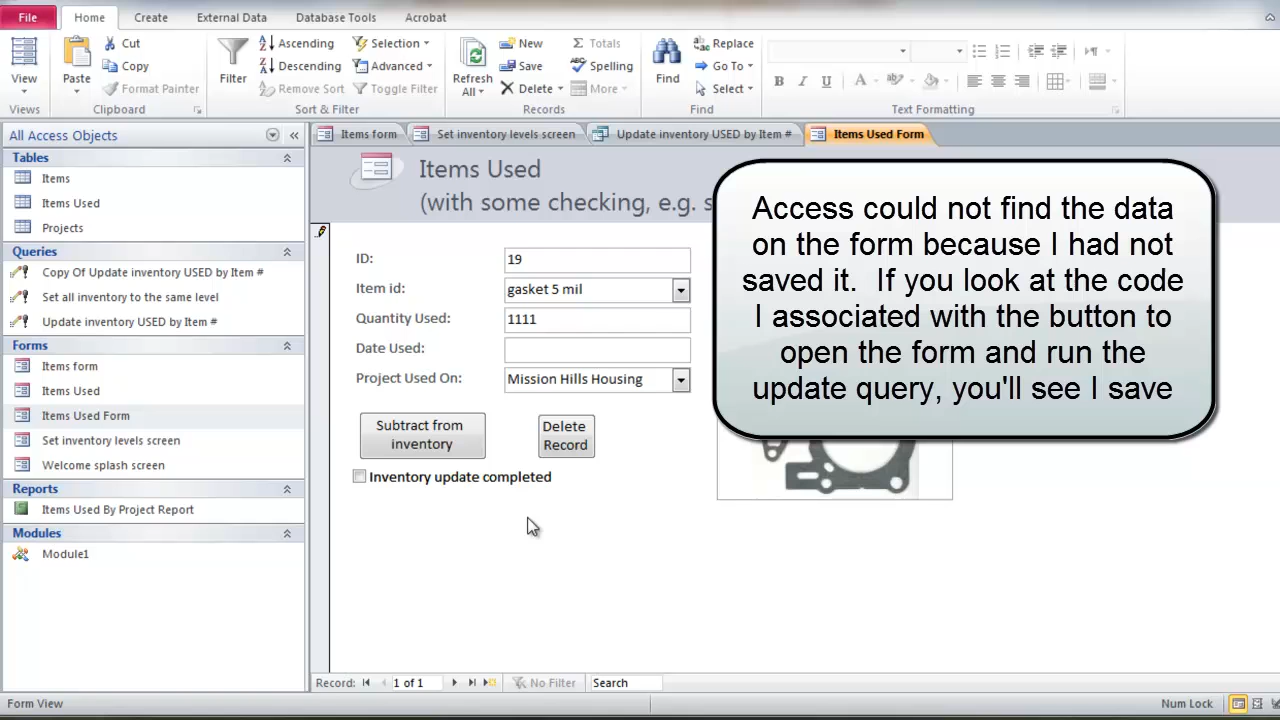 File Home Create External Data Database Tools Acrobat
View
Views
Paste
Cut
Copy
Format Painter
Clipboard
Filter
Ascending
Descending
Remove Sort
Selection
Advanced
Toggle Filter
Sort & Filter
Refresh
All
New
Save
Delete
Σ Totals
Spelling
More
Records
Find
Replace
Go To
Select
Find
B I U A ab
Text Formatting
All Access Objects
Tables
Items
Items Used
Projects
Queries
Copy Of Update inventory USED by Item #
Set all inventory to the same level
Update inventory USED by Item #
Forms
Items form
Items Used
Items Used Form
Set inventory levels screen
Welcome splash screen
Reports
Items Used By Project Report
Modules
Module1
Items form Set inventory levels screen Update inventory USED by Item # Items Used Form
Items Used
(with some checking, e.g. s
ID: 19
Item id: gasket 5 mil
Quantity Used: 1111
Date Used:
Project Used On: Mission Hills Housing
Subtract from
inventory
Delete
Record
Inventory update completed
Access could not find the data
on the form because I had not
saved it. If you look at the code
I associated with the button to
open the form and run the
update query, you'll see I save
Record: 1 of 1 No Filter Search
Form View Num Lock